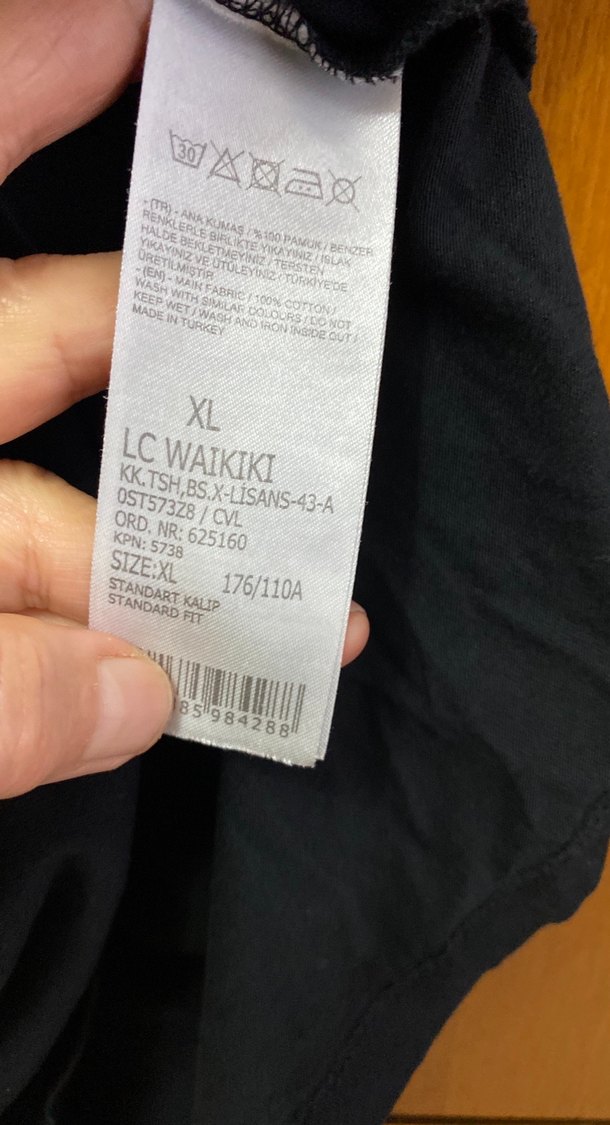 30
- (TR) - ANA KUMAŞ / %100 PAMUK / BENZER
RENKLERLE BİRLİKTE YIKAYINIZ / ISLAK
HALDE BEKLETMEYİNİZ / TERSTEN
YIKAYINIZ VE ÜTÜLEYİNİZ / TÜRKİYE'DE
ÜRETİLMİŞTİR
- (EN) - MAIN FABRIC / 100% COTTON /
WASH WITH SIMILAR COLOURS / DO NOT
KEEP WET / WASH AND IRON INSIDE OUT /
MADE IN TURKEY
XL
LC WAIKIKI
KK.TSH,BS.X-LİSANS-43-A
0ST573Z8 / CVL
ORD. NR: 625160
KPN: 5738
SIZE:XL 176/110A
STANDART KALIP
STANDARD FIT
85 984288